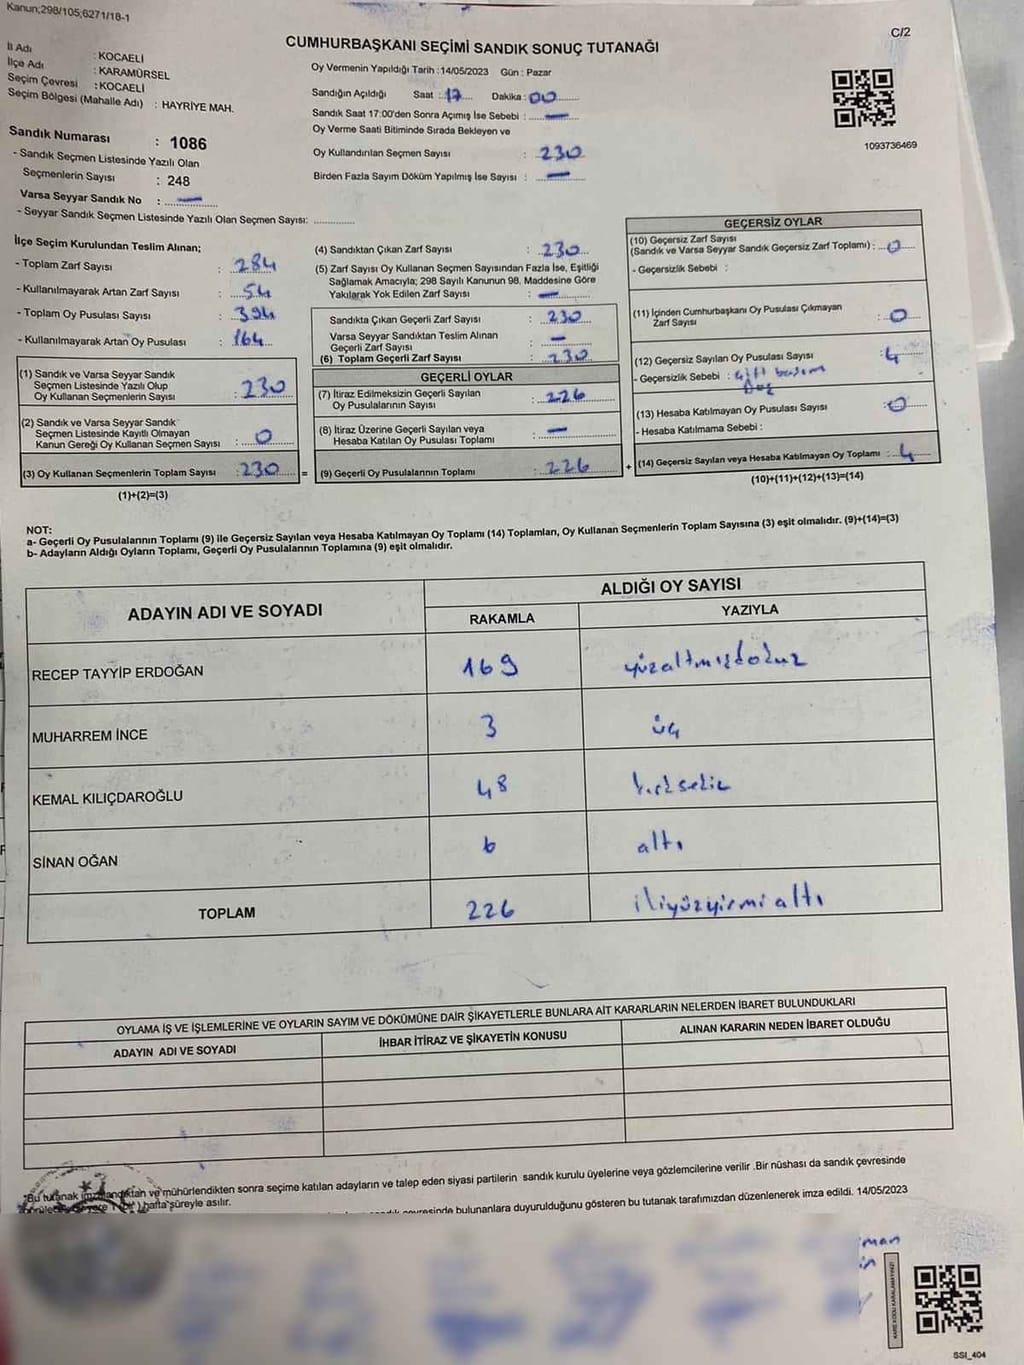 Kanun;298/105;6271/18-1
C/2
CUMHURBAŞKANI SEÇİMİ SANDIK SONUÇ TUTANAĞI
İl Adı : KOCAELİ
İlçe Adı : KARAMÜRSEL
Seçim Çevresi : KOCAELİ
Seçim Bölgesi (Mahalle Adı) : HAYRİYE MAH.
Sandık Numarası : 1086
- Sandık Seçmen Listesinde Yazılı Olan
Seçmenlerin Sayısı : 248
Varsa Seyyar Sandık No : —
- Seyyar Sandık Seçmen Listesinde Yazılı Olan Seçmen Sayısı: ..............
Oy Vermenin Yapıldığı Tarih : 14/05/2023 Gün : Pazar
Sandığın Açıldığı Saat : 17 Dakika : 00
Sandık Saat 17:00'den Sonra Açımış İse Sebebi : —
Oy Verme Saati Bitiminde Sırada Bekleyen ve
Oy Kullandırılan Seçmen Sayısı : 230
Birden Fazla Sayım Döküm Yapılmış İse Sayısı : —
1093736469
İlçe Seçim Kurulundan Teslim Alınan;
- Toplam Zarf Sayısı : 284
- Kullanılmayarak Artan Zarf Sayısı : 54
- Toplam Oy Pusulası Sayısı : 394
- Kullanılmayarak Artan Oy Pusulası : 164
(1) Sandık ve Varsa Seyyar Sandık
Seçmen Listesinde Yazılı Olup
Oy Kullanan Seçmenlerin Sayısı : 230
(2) Sandık ve Varsa Seyyar Sandık
Seçmen Listesinde Kayıtlı Olmayan
Kanun Gereği Oy Kullanan Seçmen Sayısı : 0
(3) Oy Kullanan Seçmenlerin Toplam Sayısı : 230 =
(1)+(2)=(3)
(4) Sandıktan Çıkan Zarf Sayısı : 230
(5) Zarf Sayısı Oy Kullanan Seçmen Sayısından Fazla İse, Eşitliği
Sağlamak Amacıyla; 298 Sayılı Kanunun 98. Maddesine Göre
Yakılarak Yok Edilen Zarf Sayısı : —
Sandıkta Çıkan Geçerli Zarf Sayısı : 230
Varsa Seyyar Sandıktan Teslim Alınan
Geçerli Zarf Sayısı : —
(6) Toplam Geçerli Zarf Sayısı : 230
GEÇERLİ OYLAR
(7) İtiraz Edilmeksizin Geçerli Sayılan
Oy Pusulalarının Sayısı : 226
(8) İtiraz Üzerine Geçerli Sayılan veya
Hesaba Katılan Oy Pusulası Toplamı : —
(9) Geçerli Oy Pusulalarının Toplamı : 226 +
GEÇERSİZ OYLAR
(10) Geçersiz Zarf Sayısı
(Sandık ve Varsa Seyyar Sandık Geçersiz Zarf Toplamı) : 0
- Geçersizlik Sebebi :
(11) İçinden Cumhurbaşkanı Oy Pusulası Çıkmayan
Zarf Sayısı : 0
(12) Geçersiz Sayılan Oy Pusulası Sayısı : 4
- Geçersizlik Sebebi : çift basım
(13) Hesaba Katılmayan Oy Pusulası Sayısı : 0
- Hesaba Katılmama Sebebi :
(14) Geçersiz Sayılan veya Hesaba Katılmayan Oy Toplamı : 4
(10)+(11)+(12)+(13)=(14)
NOT:
a- Geçerli Oy Pusulalarının Toplamı (9) ile Geçersiz Sayılan veya Hesaba Katılmayan Oy Toplamı (14) Toplamları, Oy Kullanan Seçmenlerin Toplam Sayısına (3) eşit olmalıdır. (9)+(14)=(3)
b- Adayların Aldığı Oyların Toplamı, Geçerli Oy Pusulalarının Toplamına (9) eşit olmalıdır.
ADAYIN ADI VE SOYADI
ALDIĞI OY SAYISI
RAKAMLA YAZIYLA
RECEP TAYYİP ERDOĞAN 169 yüzaltmışdokuz
MUHARREM İNCE 3 üç
KEMAL KILIÇDAROĞLU 48 kırksekiz
SİNAN OĞAN 6 altı
TOPLAM 226 ikiyüzyirmialtı
OYLAMA İŞ VE İŞLEMLERİNE VE OYLARIN SAYIM VE DÖKÜMÜNE DAİR ŞİKAYETLERLE BUNLARA AİT KARARLARIN NELERDEN İBARET BULUNDUKLARI
ADAYIN ADI VE SOYADI İHBAR İTİRAZ VE ŞİKAYETİN KONUSU ALINAN KARARIN NEDEN İBARET OLDUĞU
"Bu tutanak imzalandıktan ve mühürlendikten sonra seçime katılan adayların ve talep eden siyasi partilerin sandık kurulu üyelerine veya gözlemcilerine verilir .Bir nüshası da sandık çevresinde
hafta süreyle asılır.
bulunanlara duyurulduğunu gösteren bu tutanak tarafımızdan düzenlenerek imza edildi. 14/05/2023
KARE KODU KARALAMAYINIZ!
SSI_404